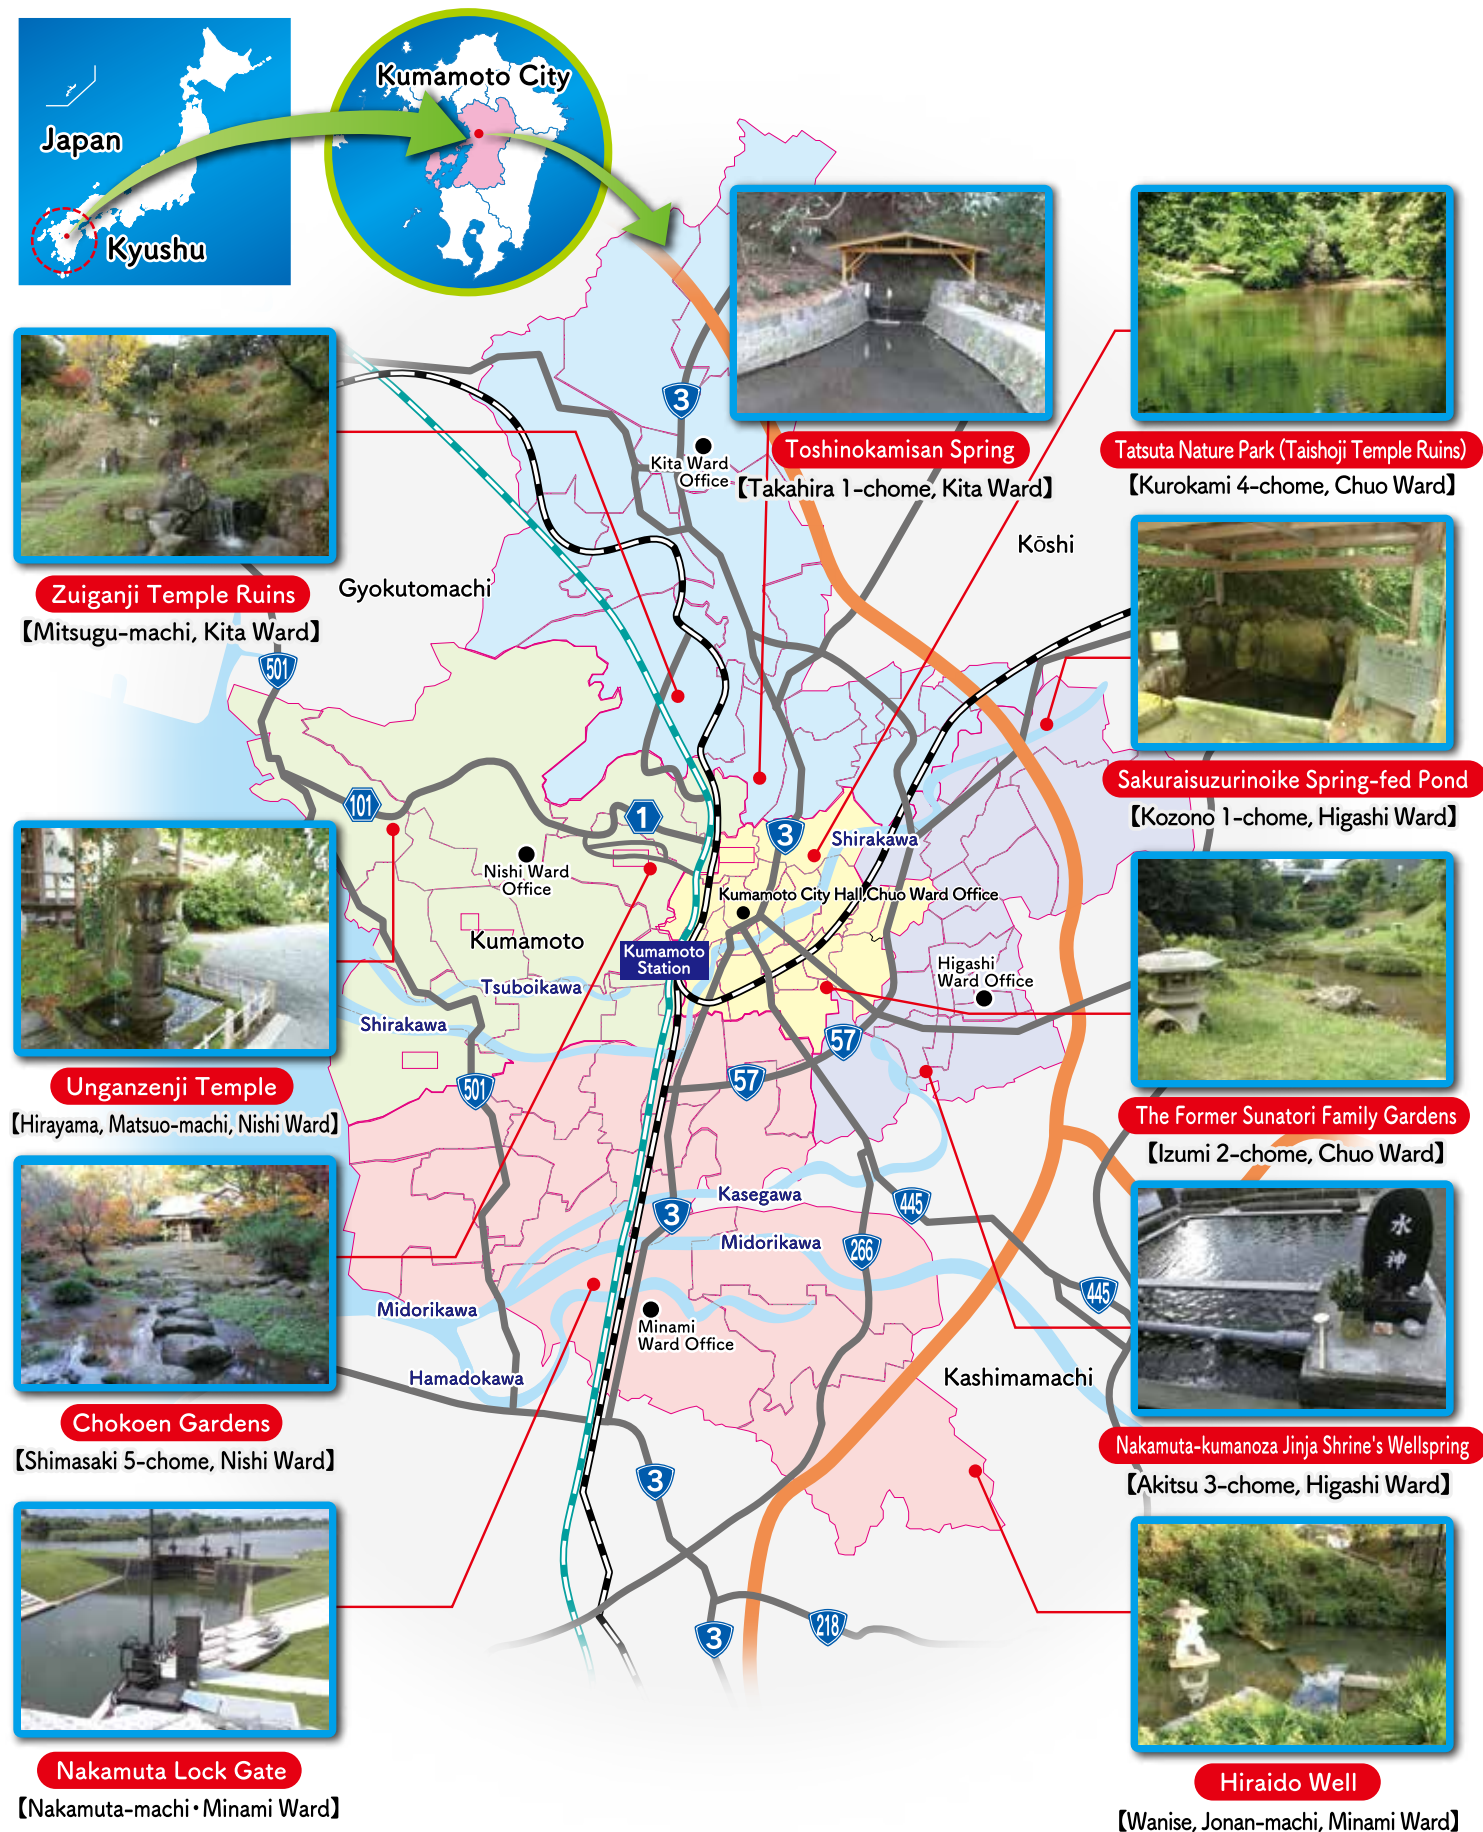 Japan
Kyushu
Kumamoto City
3
Kita Ward
Office
Toshinokamisan Spring
【Takahira 1-chome, Kita Ward】
Tatsuta Nature Park (Taishoji Temple Ruins)
【Kurokami 4-chome, Chuo Ward】
Kōshi
Gyokutomachi
Zuiganji Temple Ruins
【Mitsugu-machi, Kita Ward】
501
Sakuraisuzurinoike Spring-fed Pond
【Kozono 1-chome, Higashi Ward】
101
1
3
Shirakawa
Nishi Ward
Office
Kumamoto City Hall,Chuo Ward Office
Kumamoto
Kumamoto
Station
Higashi
Ward Office
Tsuboikawa
Shirakawa
57
57
501
Unganzenji Temple
【Hirayama, Matsuo-machi, Nishi Ward】
The Former Sunatori Family Gardens
【Izumi 2-chome, Chuo Ward】
Kasegawa
3
445
Midorikawa
266
水
神
445
Midorikawa
Minami
Ward Office
Hamadokawa
Kashimamachi
Chokoen Gardens
【Shimasaki 5-chome, Nishi Ward】
Nakamuta-kumanoza Jinja Shrine's Wellspring
【Akitsu 3-chome, Higashi Ward】
3
3
218
Nakamuta Lock Gate
【Nakamuta-machi・Minami Ward】
Hiraido Well
【Wanise, Jonan-machi, Minami Ward】